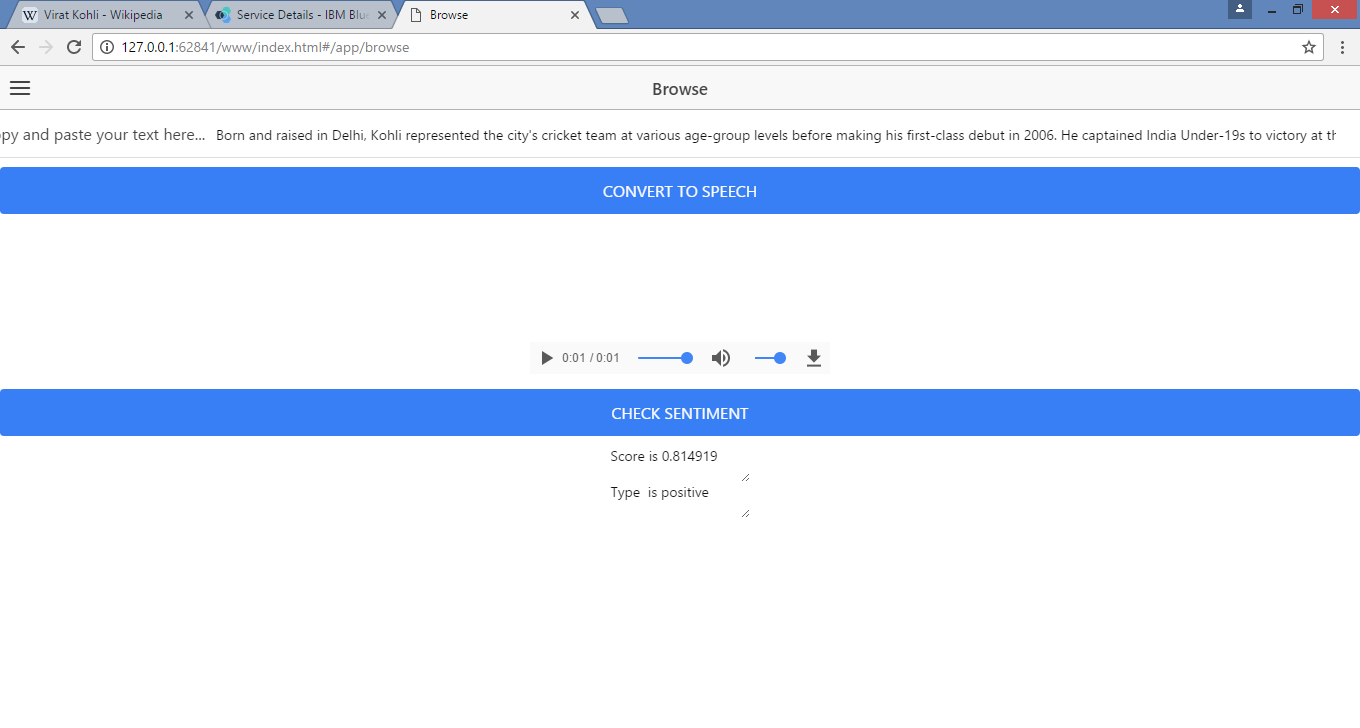 Virat Kohli - Wikipedia
Service Details - IBM Blue
Browse
127.0.0.1:62841/www/index.html#/app/browse
Browse
py and paste your text here... Born and raised in Delhi, Kohli represented the city's cricket team at various age-group levels before making his first-class debut in 2006. He captained India Under-19s to victory at th
CONVERT TO SPEECH
0:01 / 0:01
CHECK SENTIMENT
Score is 0.814919
Type is positive